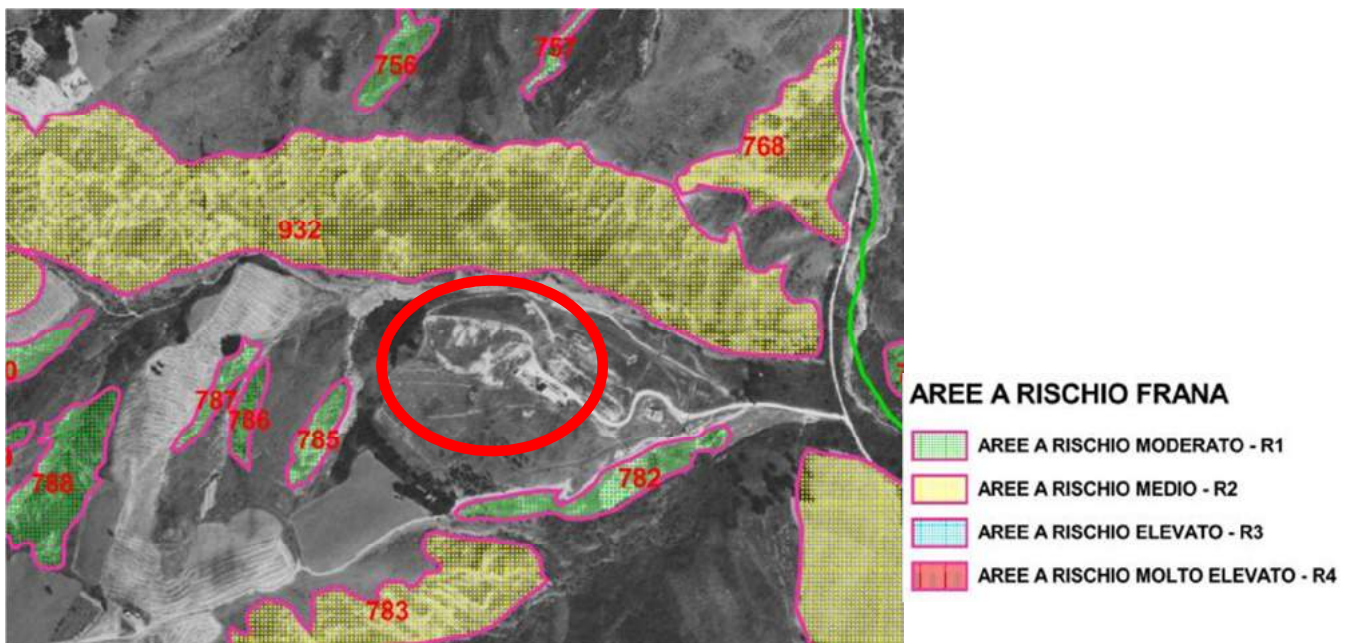 756
757
768
932
787
786
785
788
782
783
0
AREE A RISCHIO FRANA
AREE A RISCHIO MODERATO - R1
AREE A RISCHIO MEDIO - R2
AREE A RISCHIO ELEVATO - R3
AREE A RISCHIO MOLTO ELEVATO - R4